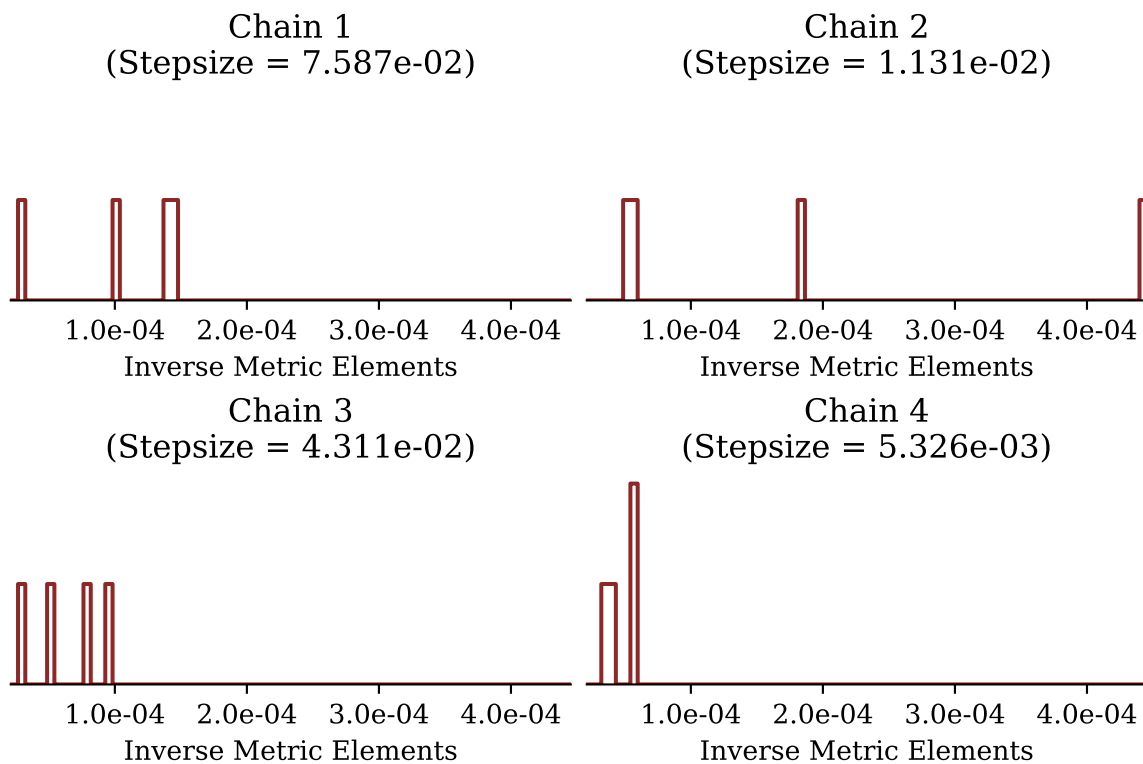 Chain 1
(Stepsize = 7.587e-02)
1.0e-04 2.0e-04 3.0e-04 4.0e-04
Inverse Metric Elements
Chain 2
(Stepsize = 1.131e-02)
1.0e-04 2.0e-04 3.0e-04 4.0e-04
Inverse Metric Elements
Chain 3
(Stepsize = 4.311e-02)
1.0e-04 2.0e-04 3.0e-04 4.0e-04
Inverse Metric Elements
Chain 4
(Stepsize = 5.326e-03)
1.0e-04 2.0e-04 3.0e-04 4.0e-04
Inverse Metric Elements